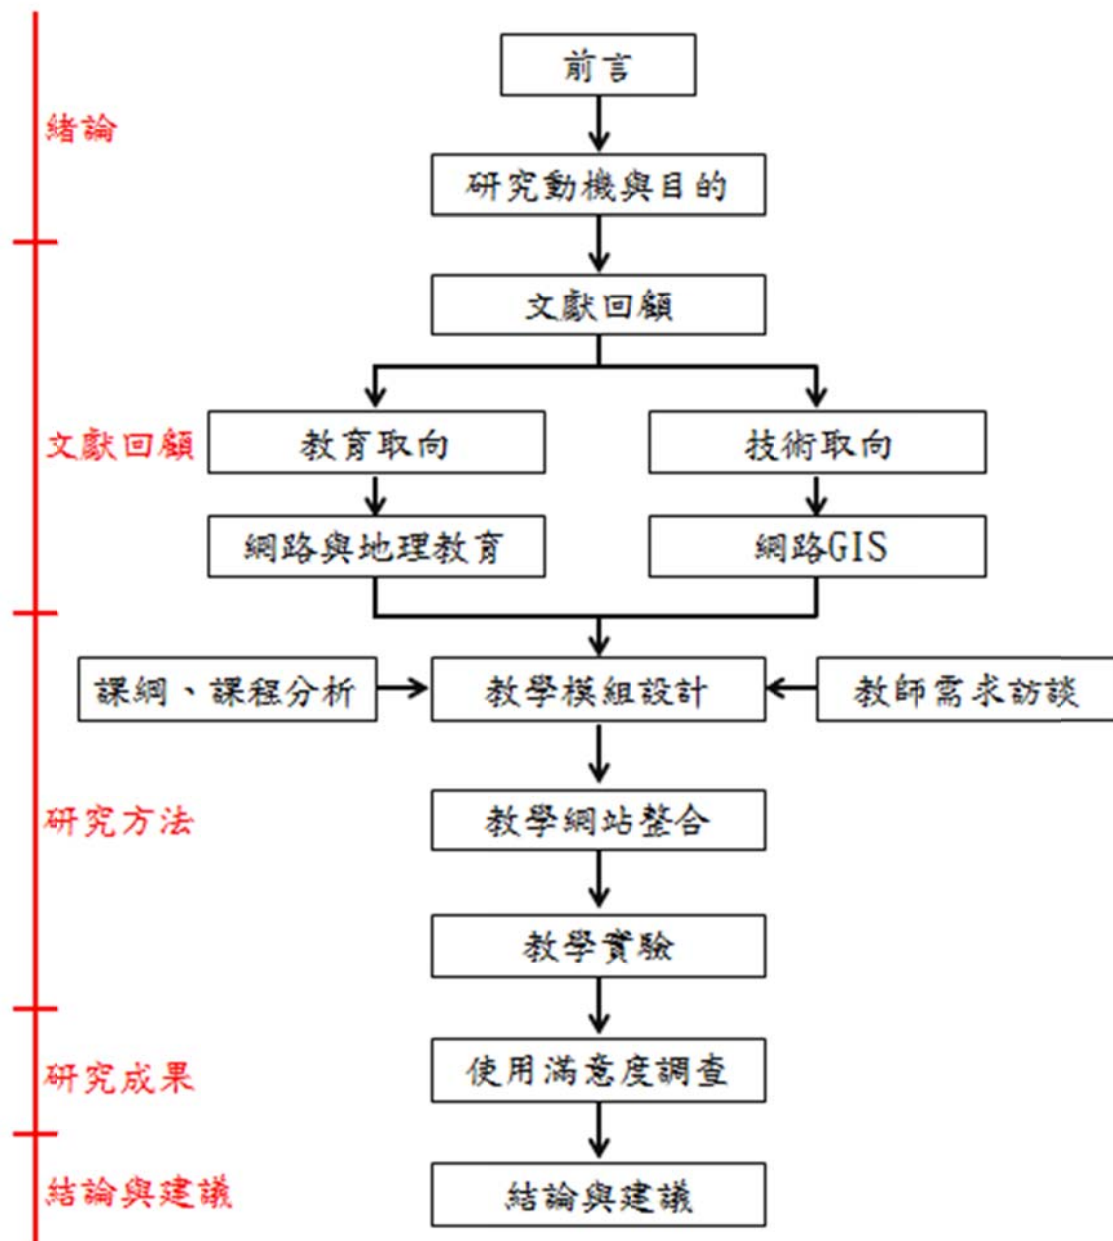 前言
緒論
研究動機與目的
文獻回顧
文獻回顧
教育取向
技術取向
網路與地理教育
網路GIS
課綱、課程分析
教學模組設計
教師需求訪談
研究方法
教學網站整合
教學實驗
研究成果
使用滿意度調查
結論與建議
結論與建議